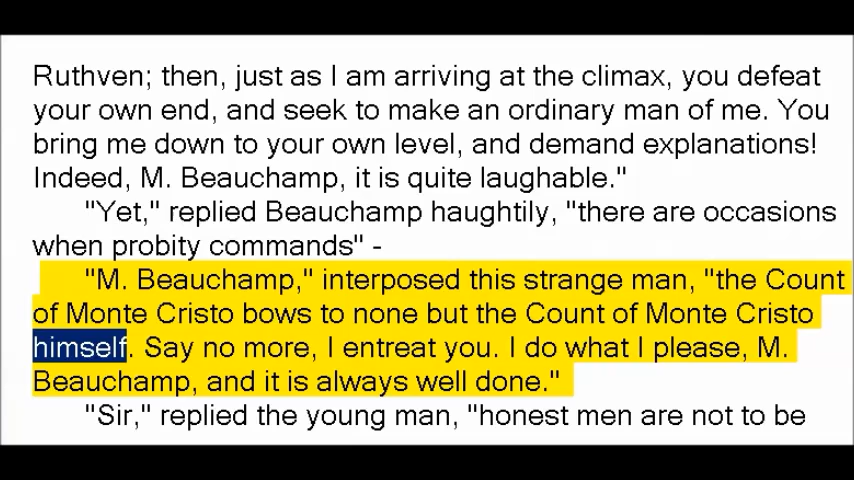 Ruthven; then, just as I am arriving at the climax, you defeat
your own end, and seek to make an ordinary man of me. You
bring me down to your own level, and demand explanations!
Indeed, M. Beauchamp, it is quite laughable."
"Yet," replied Beauchamp haughtily, "there are occasions
when probity commands" -
"M. Beauchamp," interposed this strange man, "the Count
of Monte Cristo bows to none but the Count of Monte Cristo
himself. Say no more, I entreat you. I do what I please, M.
Beauchamp, and it is always well done."
"Sir," replied the young man, "honest men are not to be